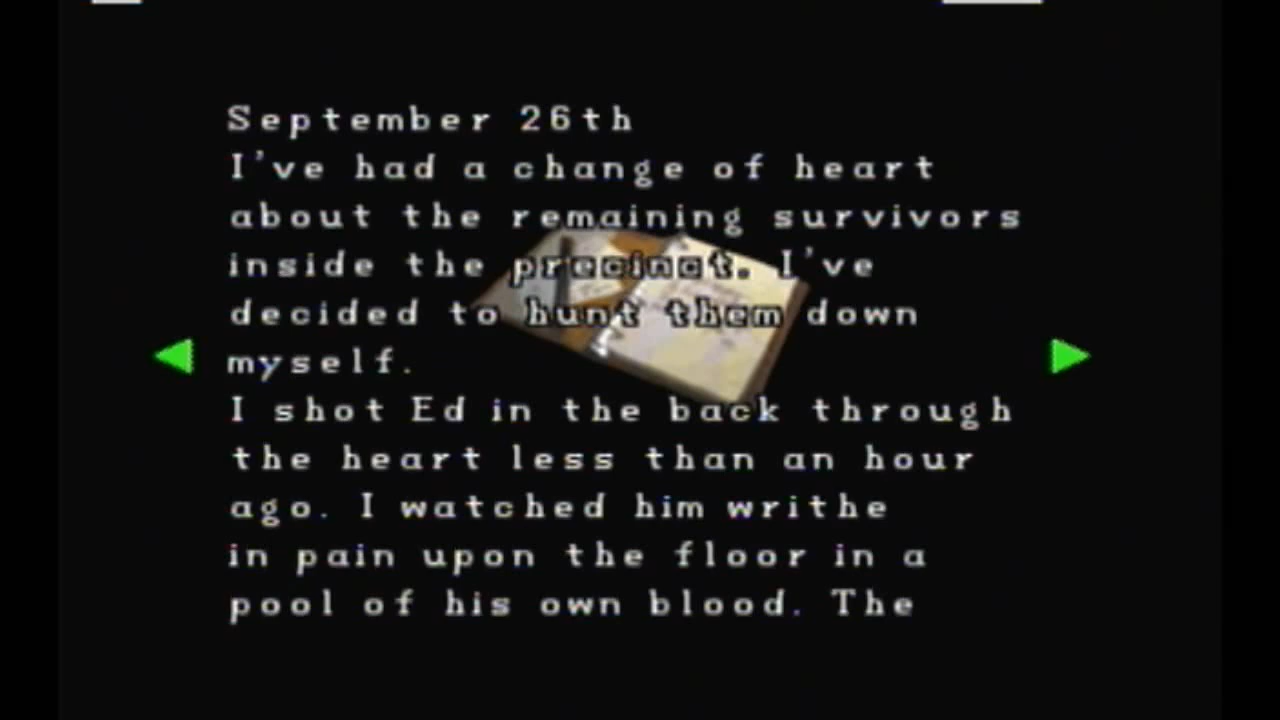 September 26th
I've had a change of heart
about the remaining survivors
inside the precinct. I've
decided to hunt them down
myself.
I shot Ed in the back through
the heart less than an hour
ago. I watched him writhe
in pain upon the floor in a
pool of his own blood. The